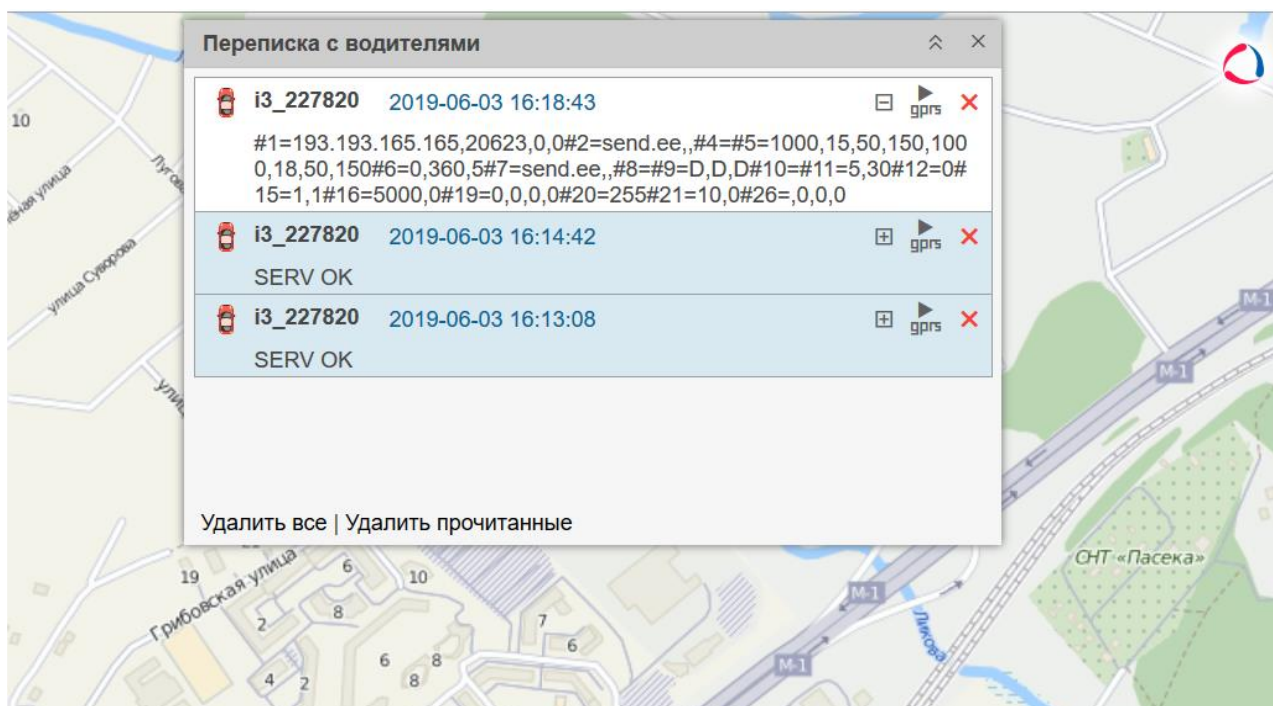 Переписка с водителями
10
i3_227820 2019-06-03 16:18:43 gprs
#1=193.193.165.165,20623,0,0#2=send.ee,,#4=#5=1000,15,50,150,100
0,18,50,150#6=0,360,5#7=send.ee,,#8=#9=D,D,D#10=#11=5,30#12=0#
15=1,1#16=5000,0#19=0,0,0,0#20=255#21=10,0#26=,0,0,0
i3_227820 2019-06-03 16:14:42 gprs
SERV OK
улица Суворова
i3_227820 2019-06-03 16:13:08 gprs
SERV OK
M-1
M-1
Удалить все | Удалить прочитанные
СНТ «Пасека»
19
Грибовская улица
6
10
8
2
7
6
M-1
Ликова
6
8
4
2
8
M-1